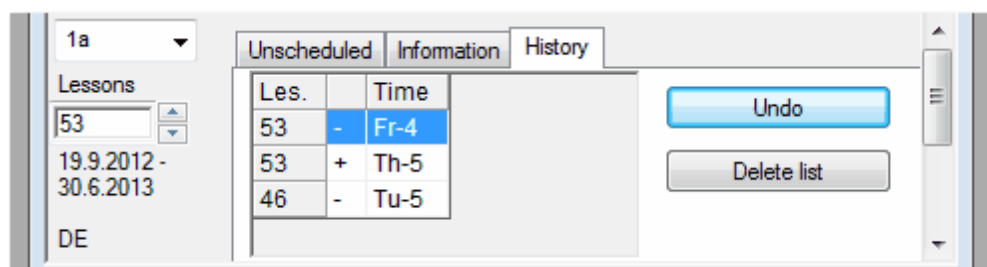 1a
Lessons
53
19.9.2012 -
30.6.2013
DE
Unscheduled Information History
Les. Time
53 - Fr-4
53 + Th-5
46 - Tu-5
Undo
Delete list